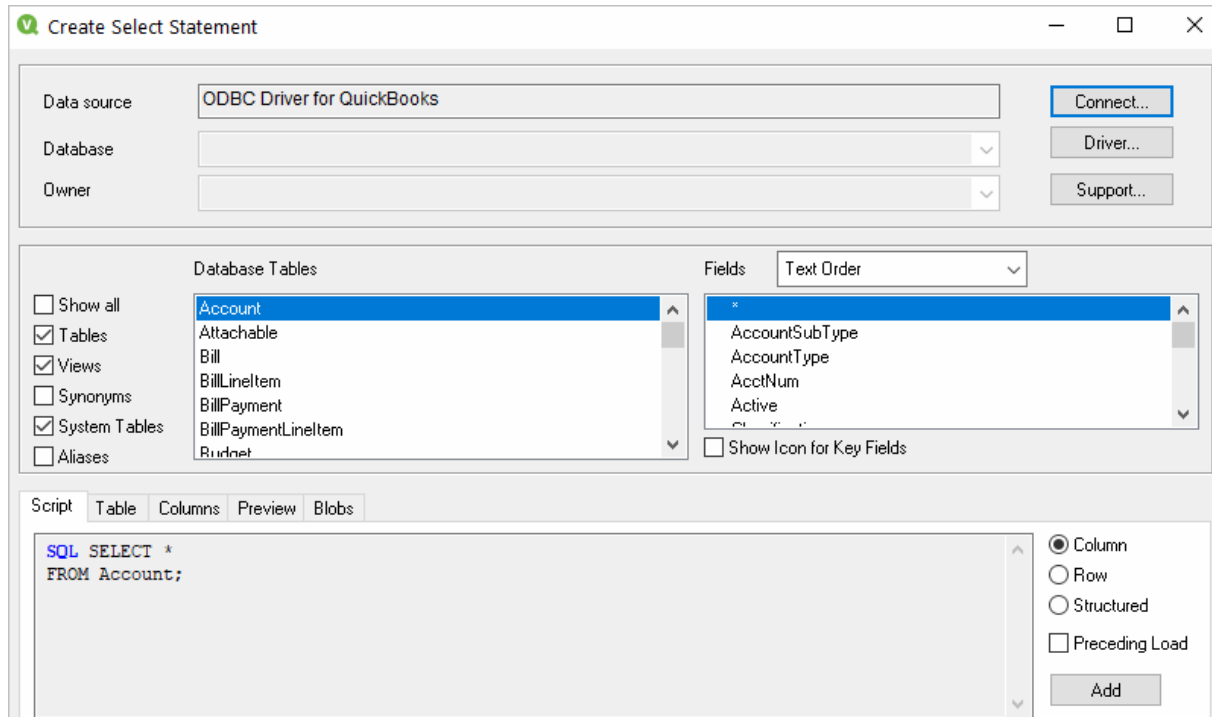 Create Select Statement
Data source
ODBC Driver for QuickBooks
Connect...
Database
Driver...
Owner
Support...
Database Tables
Fields
Text Order
Show all
Tables
Views
Synonyms
System Tables
Aliases
Account
Attachable
Bill
BillLineItem
BillPayment
BillPaymentLineItem
Budget
*
AccountSubType
AccountType
AcctNum
Active
Show Icon for Key Fields
Script Table Columns Preview Blobs
SQL SELECT *
FROM Account;
Column
Row
Structured
Preceding Load
Add